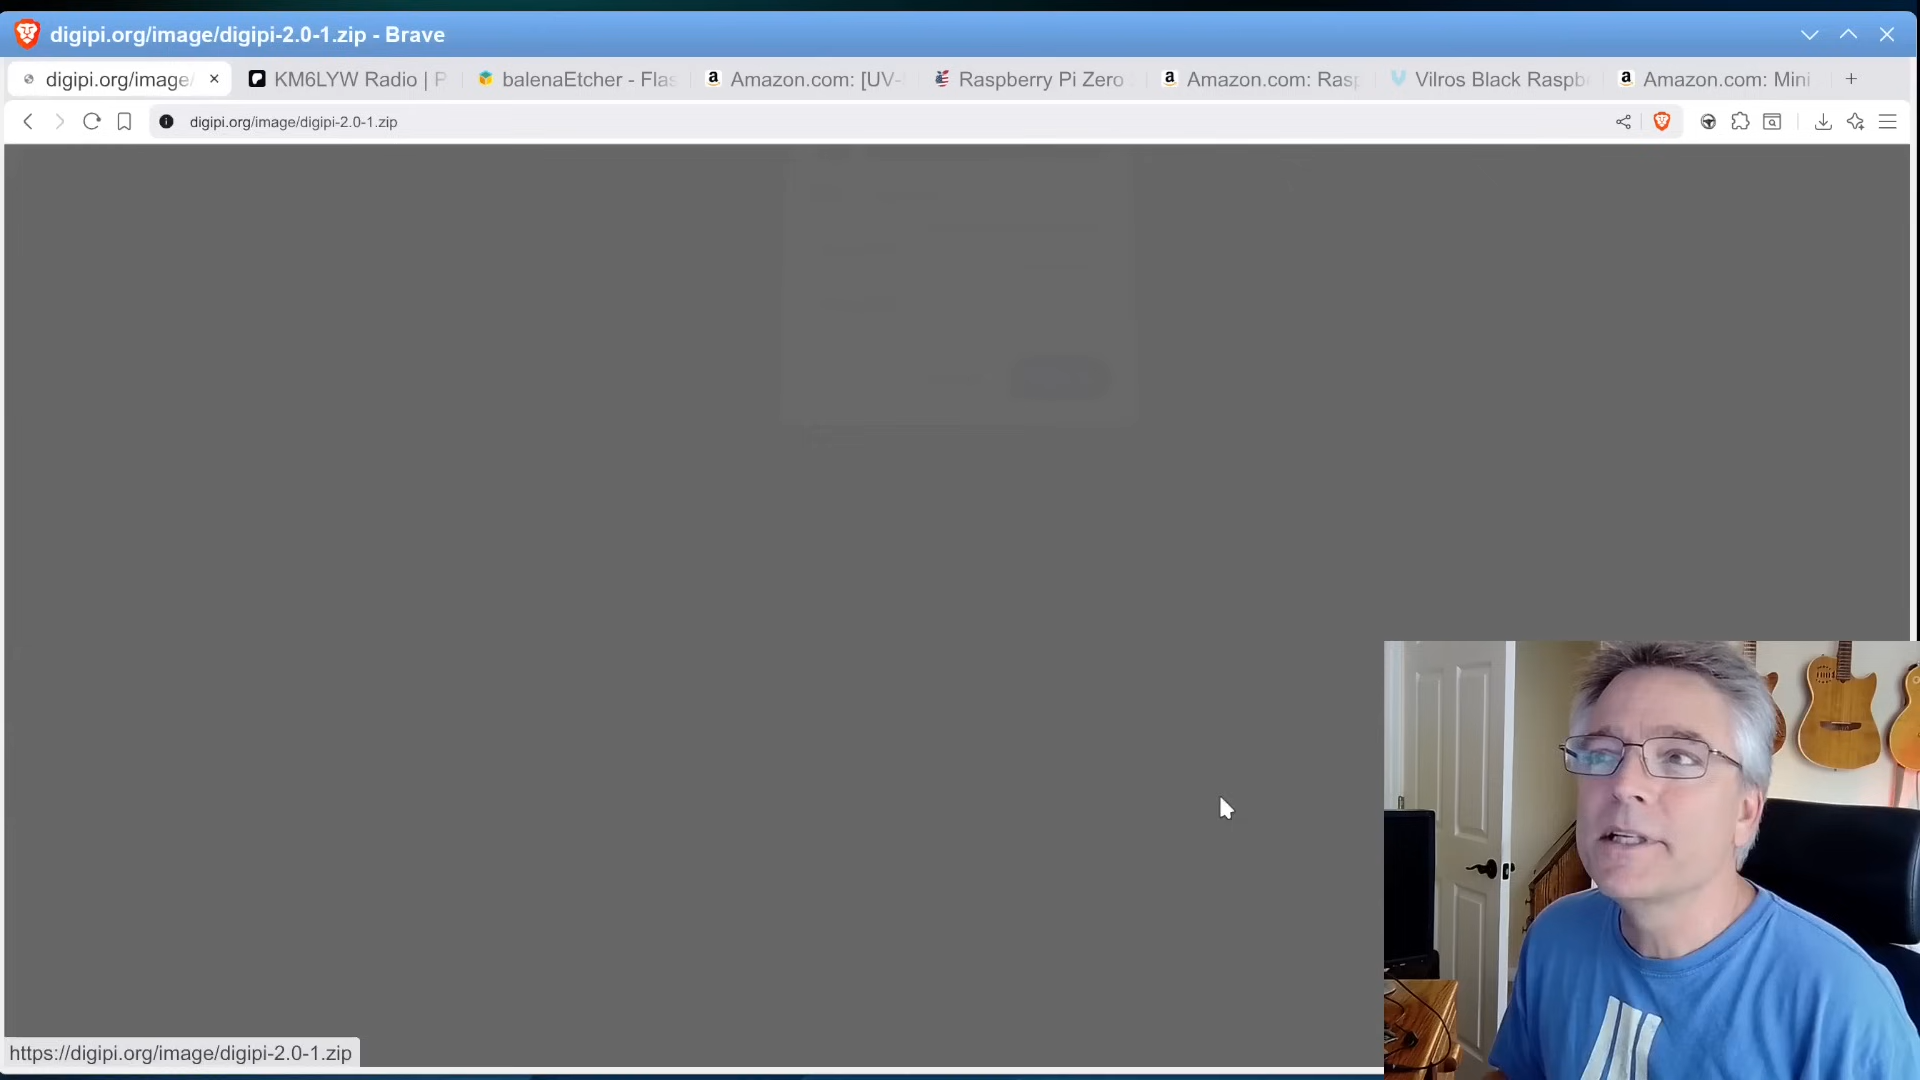 digipi.org/image/digipi-2.0-1.zip - Brave
digipi.org/image/
KM6LYW Radio | P
balenaEtcher - Flas
Amazon.com: [UV-
Raspberry Pi Zero
Amazon.com: Rasp
Vilros Black Raspb
Amazon.com: Mini
digipi.org/image/digipi-2.0-1.zip
https://digipi.org/image/digipi-2.0-1.zip